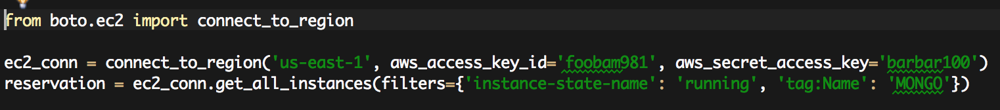 from boto.ec2 import connect_to_region
ec2_conn = connect_to_region('us-east-1', aws_access_key_id='foobam981', aws_secret_access_key='barbar100')
reservation = ec2_conn.get_all_instances(filters={'instance-state-name': 'running', 'tag:Name': 'MONGO'})